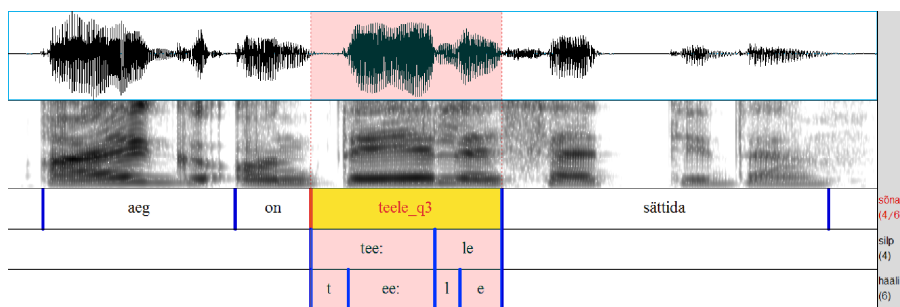 aeg on teele_q3 sättida sõna
(4/6
tee: le silp
(4)
t ee: l e hääli
(6)